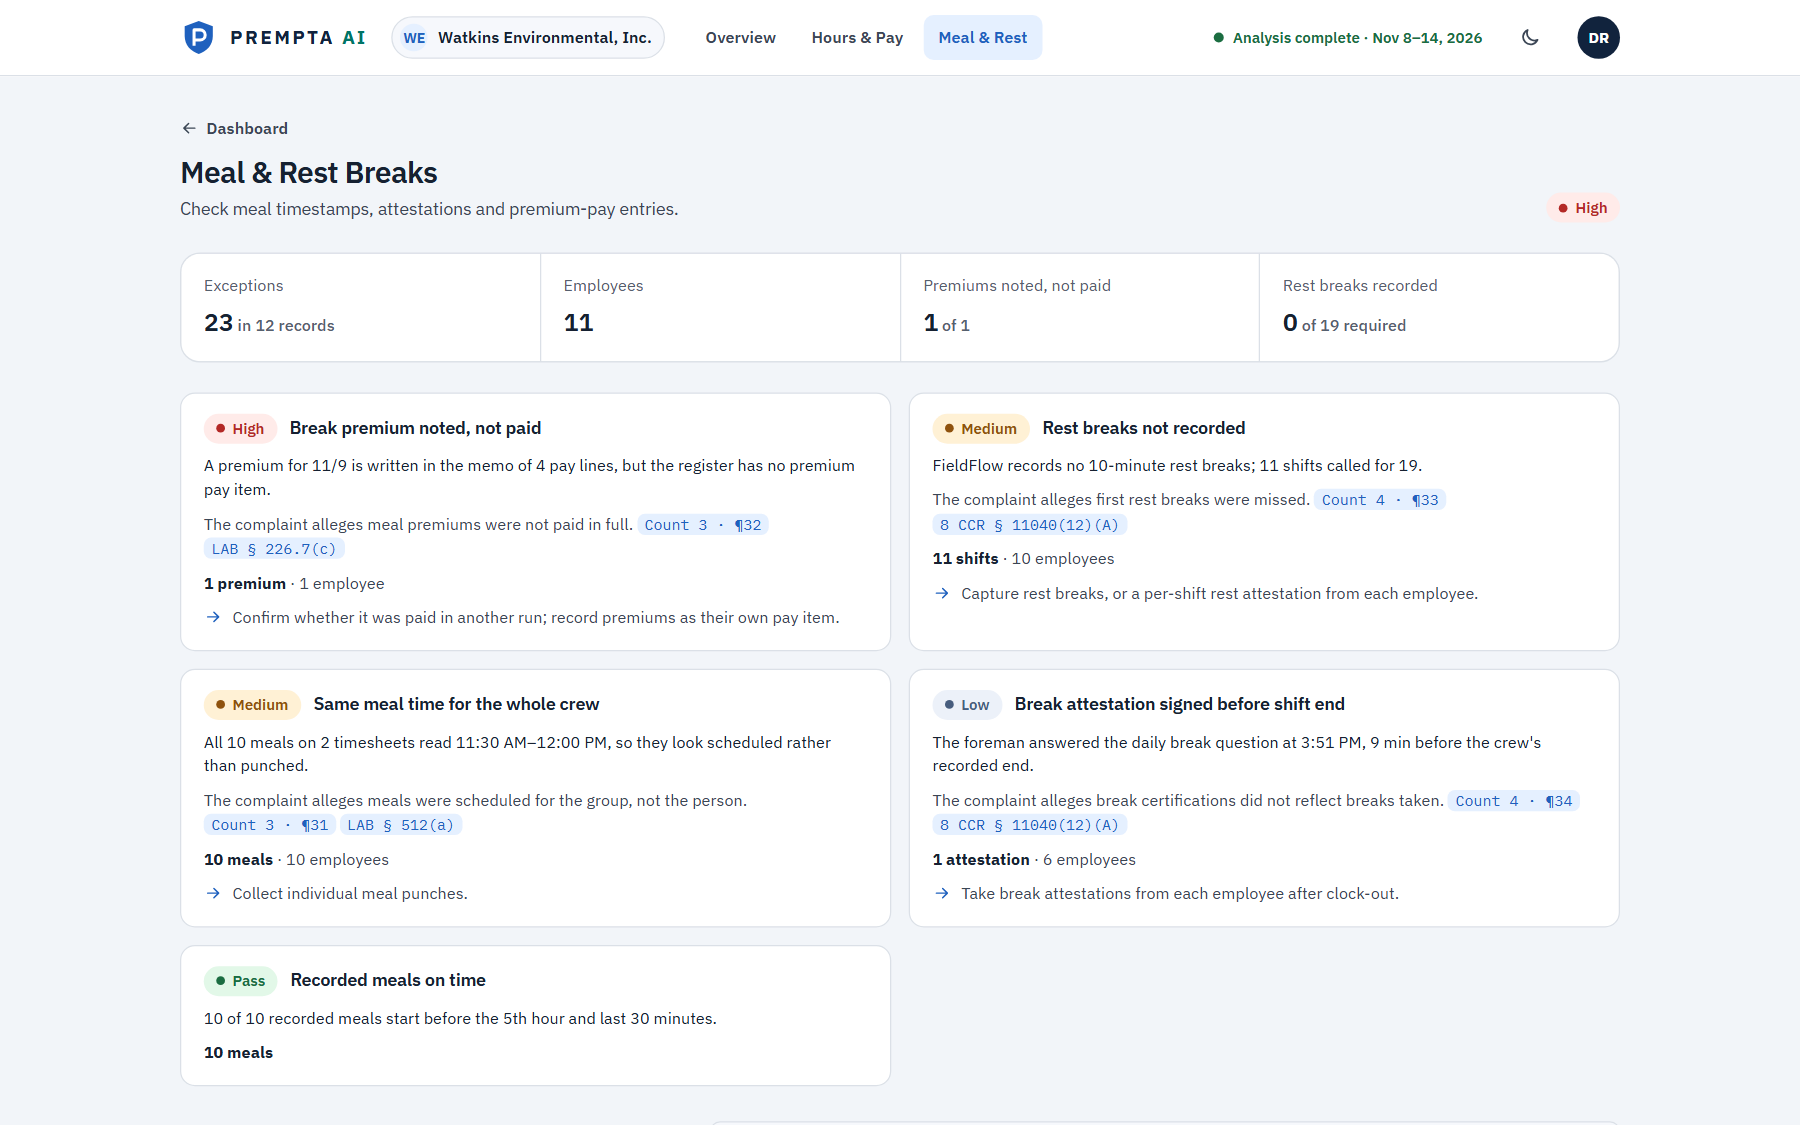 PREMPTA AI
WE Watkins Environmental, Inc.
Overview
Hours & Pay
Meal & Rest
Analysis complete · Nov 8–14, 2026
DR
← Dashboard
Meal & Rest Breaks
Check meal timestamps, attestations and premium-pay entries.
High
Exceptions
23 in 12 records
Employees
11
Premiums noted, not paid
1 of 1
Rest breaks recorded
0 of 19 required
High Break premium noted, not paid
A premium for 11/9 is written in the memo of 4 pay lines, but the register has no premium
pay item.
The complaint alleges meal premiums were not paid in full. Count 3 · ¶32
LAB § 226.7(c)
1 premium · 1 employee
→ Confirm whether it was paid in another run; record premiums as their own pay item.
Medium Rest breaks not recorded
FieldFlow records no 10-minute rest breaks; 11 shifts called for 19.
The complaint alleges first rest breaks were missed. Count 4 · ¶33
8 CCR § 11040(12)(A)
11 shifts · 10 employees
→ Capture rest breaks, or a per-shift rest attestation from each employee.
Medium Same meal time for the whole crew
All 10 meals on 2 timesheets read 11:30 AM–12:00 PM, so they look scheduled rather
than punched.
The complaint alleges meals were scheduled for the group, not the person.
Count 3 · ¶31 LAB § 512(a)
10 meals · 10 employees
→ Collect individual meal punches.
Low Break attestation signed before shift end
The foreman answered the daily break question at 3:51 PM, 9 min before the crew's
recorded end.
The complaint alleges break certifications did not reflect breaks taken. Count 4 · ¶34
8 CCR § 11040(12)(A)
1 attestation · 6 employees
→ Take break attestations from each employee after clock-out.
Pass Recorded meals on time
10 of 10 recorded meals start before the 5th hour and last 30 minutes.
10 meals